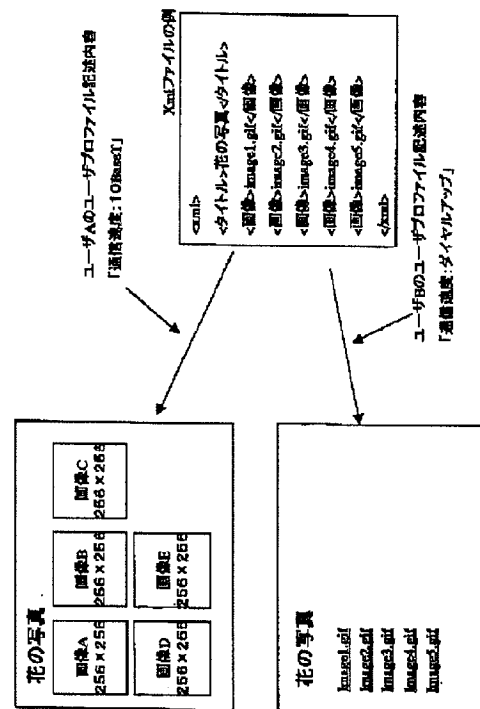 Xmlファイルの例
<xml>
<タイトル>花の写真</タイトル>
<画像>image1.gif</画像>
<画像>image2.gif</画像>
<画像>image3.gif</画像>
<画像>image4.gif</画像>
<画像>image5.gif</画像>
</xml>
ユーザAのユーザプロファイル記述内容
「通信速度:10BaseT」
ユーザBのユーザプロファイル記述内容
「通信速度:ダイヤルアップ」
花の写真
画像A
256×256
画像B
256×256
画像C
256×256
画像D
256×256
画像E
256×256
花の写真
image1.gif
image2.gif
image3.gif
image4.gif
image5.gif